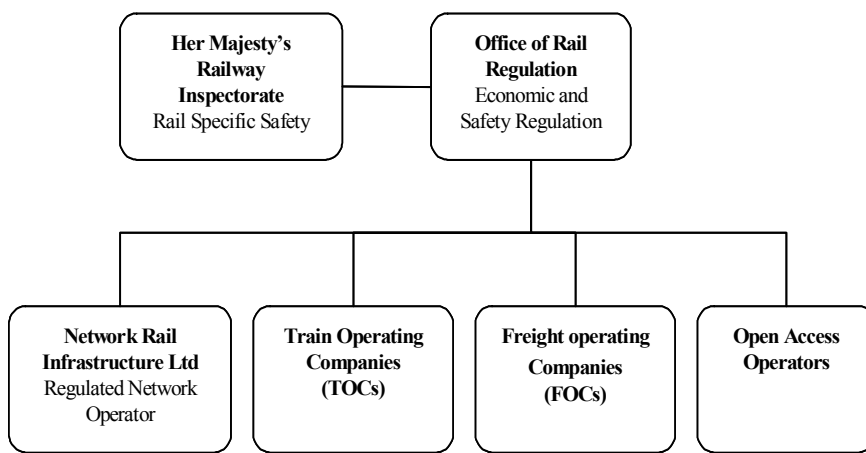 Her Majesty’s
Railway
Inspectorate
Rail Specific Safety
Office of Rail
Regulation
Economic and
Safety Regulation
Network Rail
Infrastructure Ltd
Regulated Network
Operator
Train Operating
Companies
(TOCs)
Freight operating
Companies
(FOCs)
Open Access
Operators